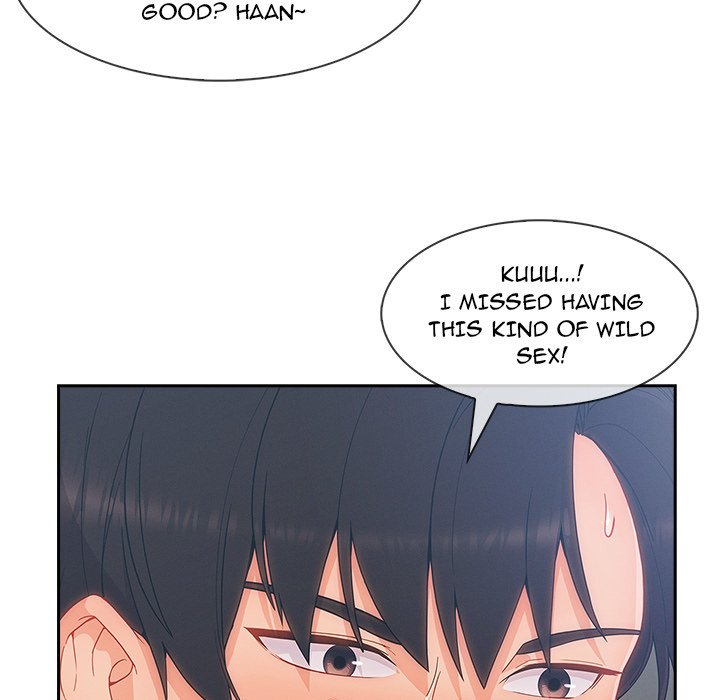 GOOD? HAAN~
KUUU...!
I MISSED HAVING
THIS KIND OF WILD
SEX!